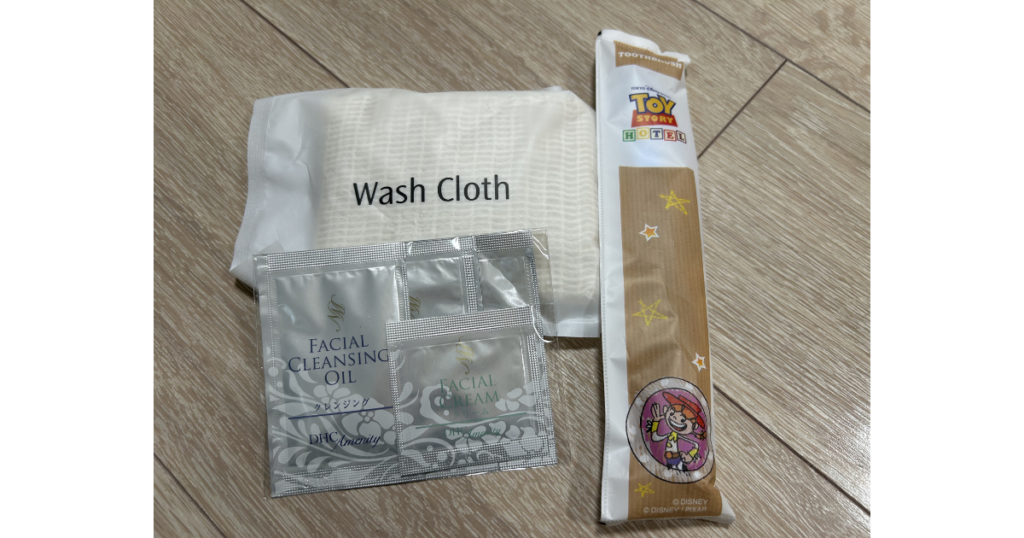 Wash Cloth
FACIAL
CLEANSING
OIL
クレンジング
DHC Amenity
FACIAL
CREAM
TOOTHBRUSH
TOY
STORY
HOTEL
© DISNEY
© DISNEY / PIXAR